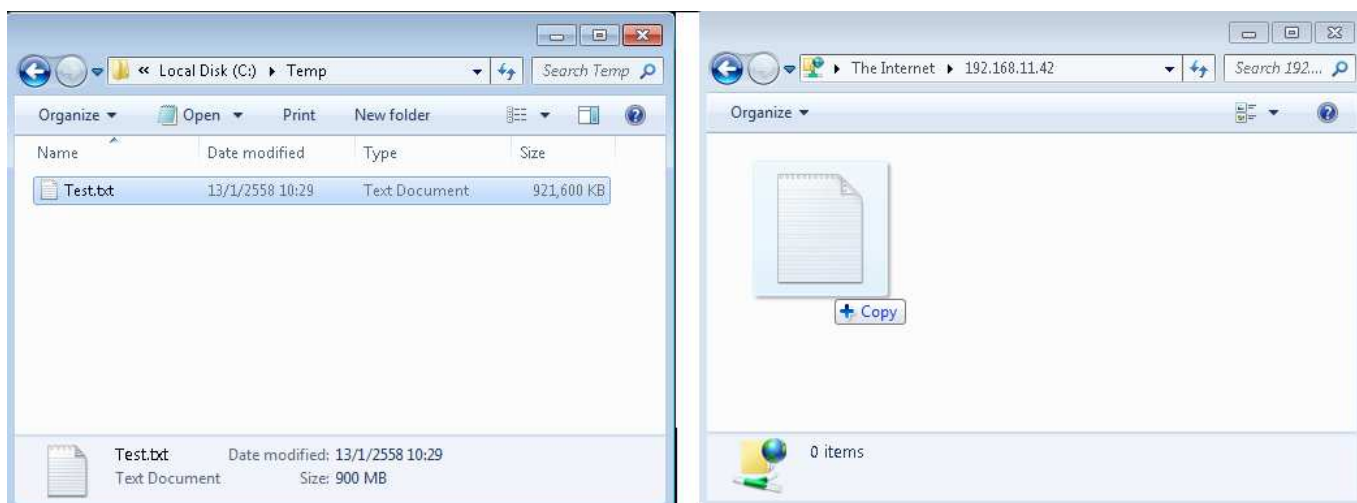 Local Disk (C:) Temp
Search Temp
Organize Open Print New folder
Name Date modified Type Size
Test.txt 13/1/2558 10:29 Text Document 921,600 KB
Test.txt Date modified: 13/1/2558 10:29
Text Document Size: 900 MB
The Internet 192.168.11.42
Search 192....
Organize
Copy
0 items